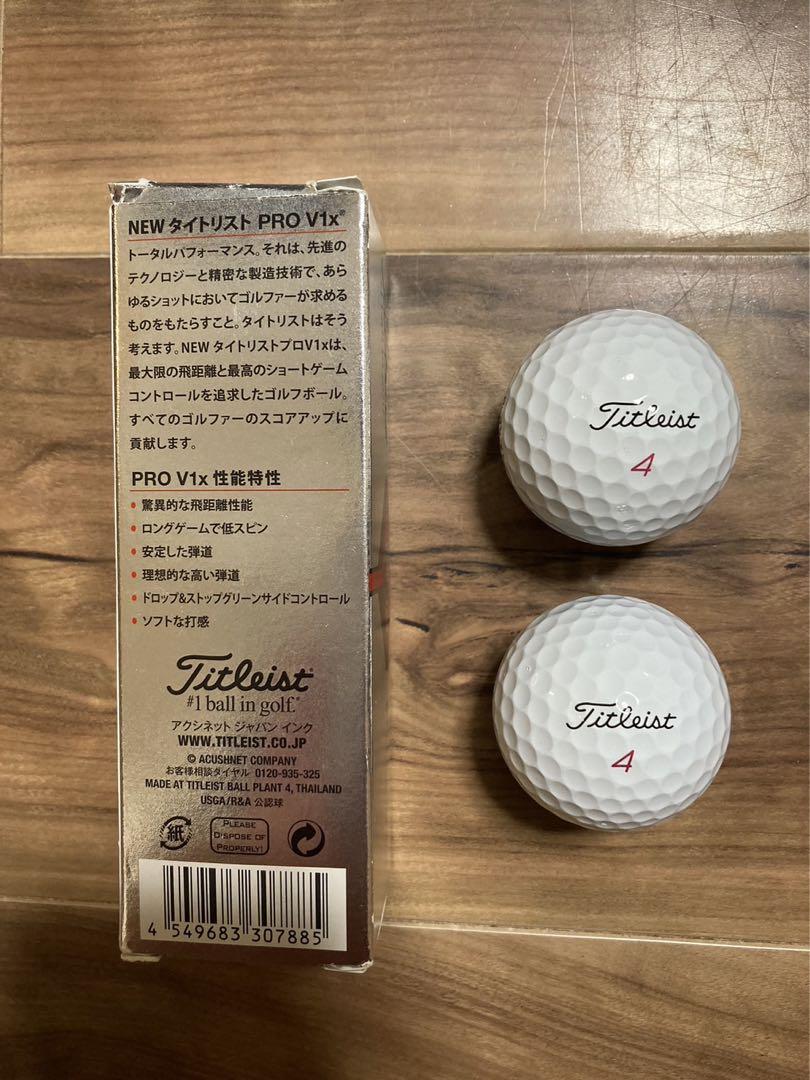 NEW タイトリスト PRO V1x®
トータルパフォーマンス。それは、先進の
テクノロジーと精密な製造技術で、あら
ゆるショットにおいてゴルファーが求める
ものをもたらすこと。タイトリストはそう
考えます。NEW タイトリストプロV1xは、
最大限の飛距離と最高のショートゲーム
コントロールを追求したゴルフボール。
すべてのゴルファーのスコアアップに
貢献します。
PRO V1x 性能特性
• 驚異的な飛距離性能
• ロングゲームで低スピン
• 安定した弾道
• 理想的な高い弾道
• ドロップ&ストップグリーンサイドコントロール
• ソフトな打感
Titleist®
#1 ball in golf.®
アクシネット ジャパン インク
WWW.TITLEIST.CO.JP
© ACUSHNET COMPANY
お客様相談ダイヤル 0120-935-325
MADE AT TITLEIST BALL PLANT 4, THAILAND
USGA/R&A 公認球
紙
PLEASE
DISPOSE OF
PROPERLY!
4 549683 307885
Titleist
4
Titleist
4